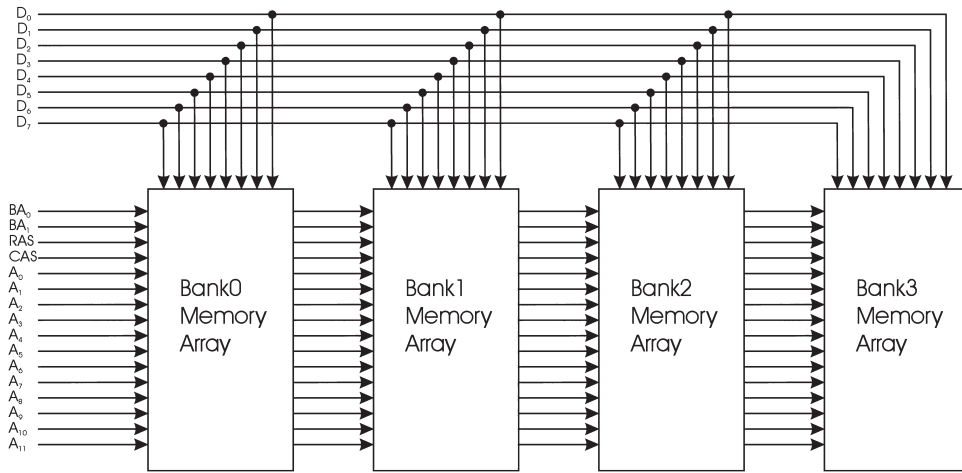 D₀
D₁
D₂
D₃
D₄
D₅
D₆
D₇
BA₀
BA₁
RAS
CAS
A₀
A₁
A₂
A₃
A₄
A₅
A₆
A₇
A₈
A₉
A₁₀
A₁₁
Bank0
Memory
Array
Bank1
Memory
Array
Bank2
Memory
Array
Bank3
Memory
Array